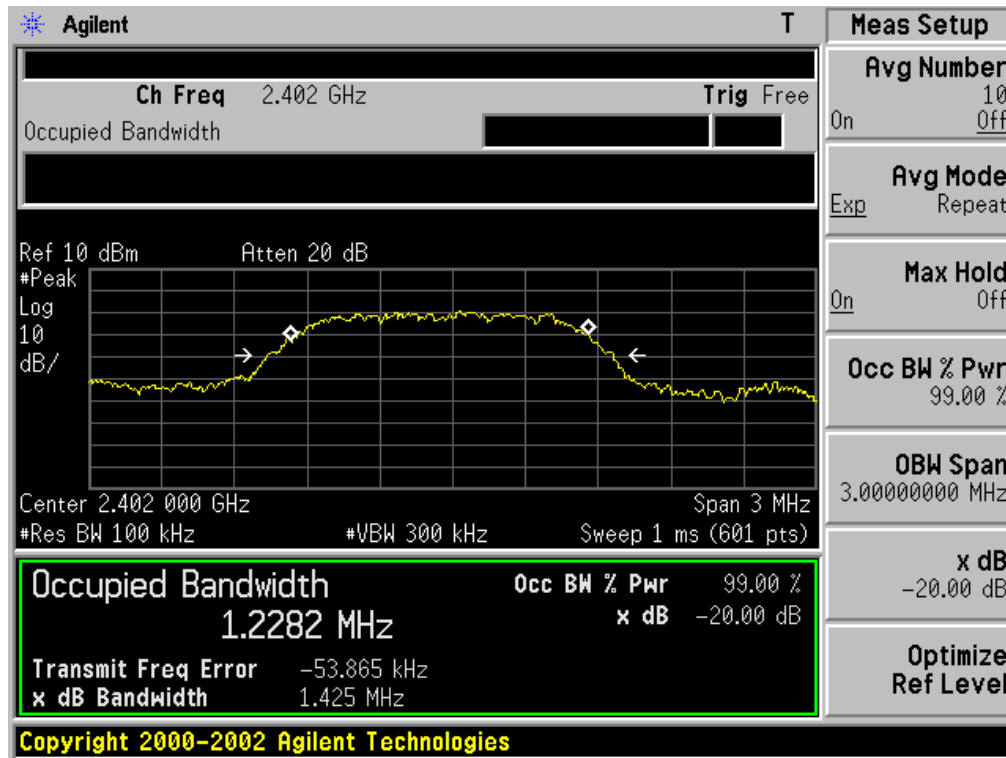 Agilent T
Ch Freq 2.402 GHz Trig Free
Occupied Bandwidth
Ref 10 dBm Atten 20 dB
#Peak
Log
10
dB/
Center 2.402 000 GHz Span 3 MHz
#Res BW 100 kHz #VBW 300 kHz Sweep 1 ms (601 pts)
Occupied Bandwidth Occ BW % Pwr 99.00 %
1.2282 MHz x dB -20.00 dB
Transmit Freq Error -53.865 kHz
x dB Bandwidth 1.425 MHz
Copyright 2000-2002 Agilent Technologies
Meas Setup
Avg Number
10
On Off
Avg Mode
Exp Repeat
Max Hold
On Off
Occ BW % Pwr
99.00 %
OBW Span
3.00000000 MHz
x dB
-20.00 dB
Optimize
Ref Level